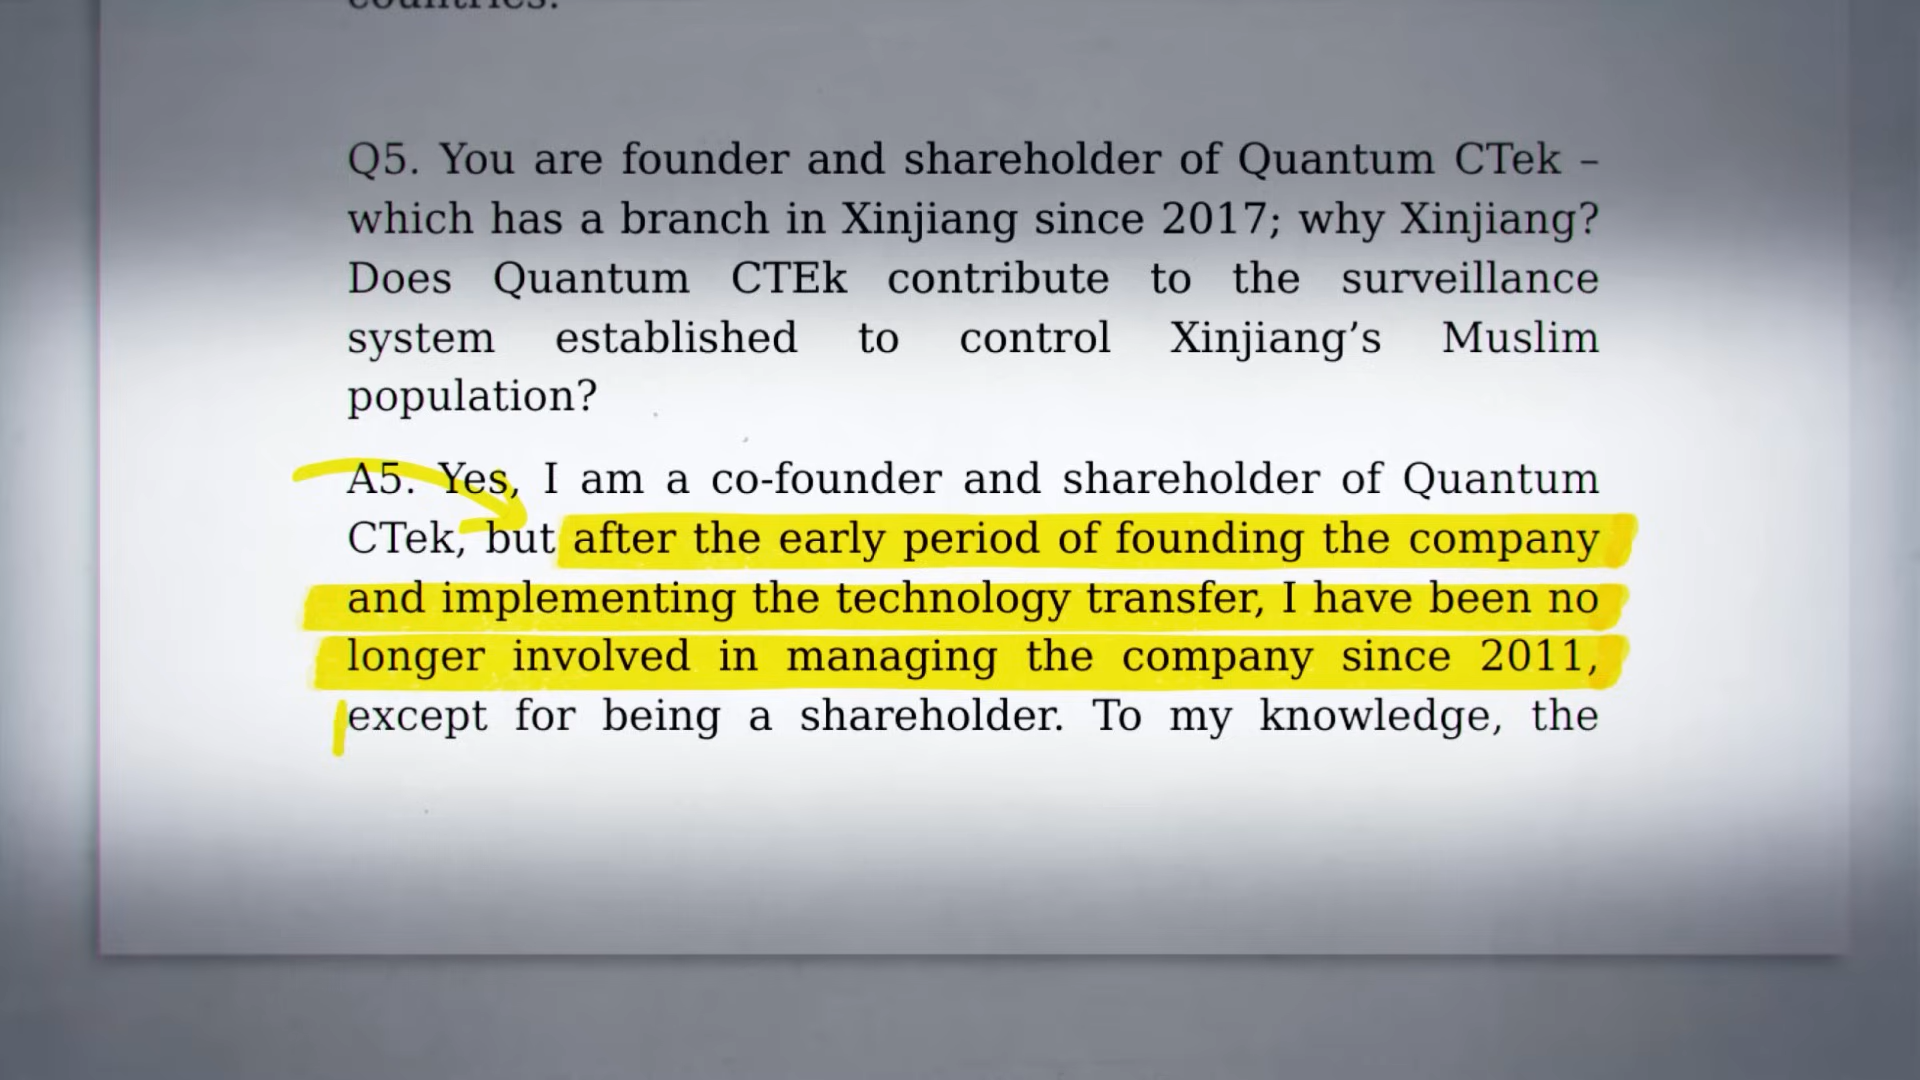 countries.
Q5. You are founder and shareholder of Quantum CTek –
which has a branch in Xinjiang since 2017; why Xinjiang?
Does Quantum CTEk contribute to the surveillance
system established to control Xinjiang’s Muslim
population?
A5. Yes, I am a co-founder and shareholder of Quantum
CTek, but after the early period of founding the company
and implementing the technology transfer, I have been no
longer involved in managing the company since 2011,
except for being a shareholder. To my knowledge, the